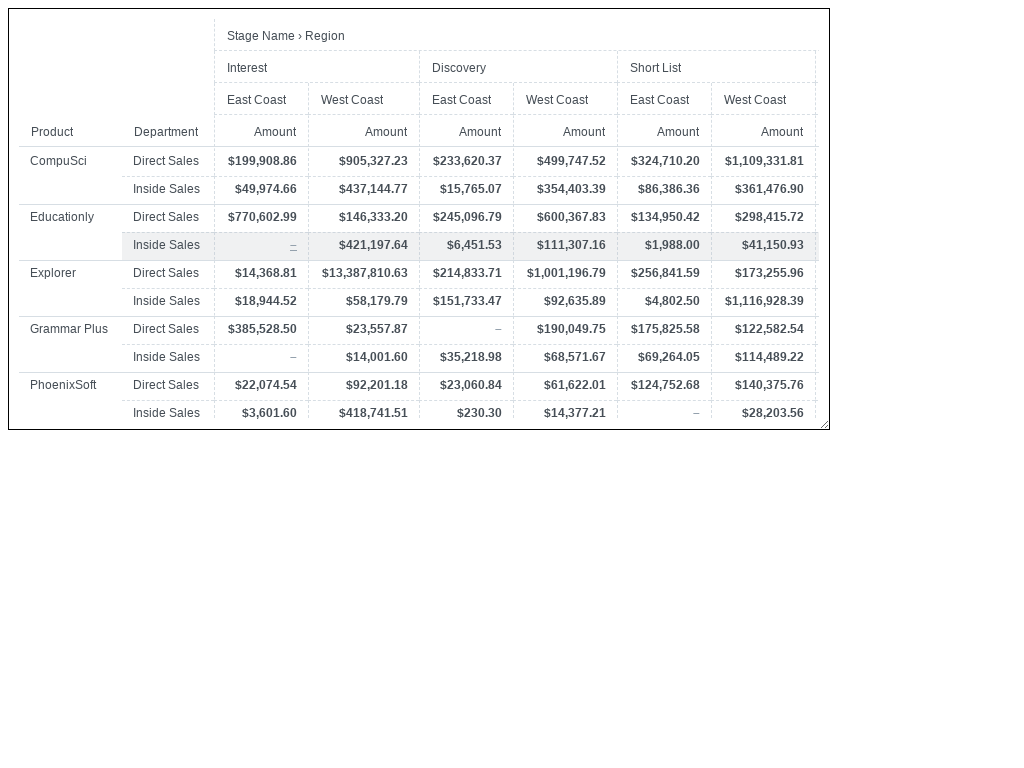 Stage Name › Region
Interest Discovery Short List
East Coast West Coast East Coast West Coast East Coast West Coast
Product Department Amount Amount Amount Amount Amount Amount
CompuSci Direct Sales $199,908.86 $905,327.23 $233,620.37 $499,747.52 $324,710.20 $1,109,331.81
Inside Sales $49,974.66 $437,144.77 $15,765.07 $354,403.39 $86,386.36 $361,476.90
Educationly Direct Sales $770,602.99 $146,333.20 $245,096.79 $600,367.83 $134,950.42 $298,415.72
Inside Sales – $421,197.64 $6,451.53 $111,307.16 $1,988.00 $41,150.93
Explorer Direct Sales $14,368.81 $13,387,810.63 $214,833.71 $1,001,196.79 $256,841.59 $173,255.96
Inside Sales $18,944.52 $58,179.79 $151,733.47 $92,635.89 $4,802.50 $1,116,928.39
Grammar Plus Direct Sales $385,528.50 $23,557.87 – $190,049.75 $175,825.58 $122,582.54
Inside Sales – $14,001.60 $35,218.98 $68,571.67 $69,264.05 $114,489.22
PhoenixSoft Direct Sales $22,074.54 $92,201.18 $23,060.84 $61,622.01 $124,752.68 $140,375.76
Inside Sales $3,601.60 $418,741.51 $230.30 $14,377.21 – $28,203.56